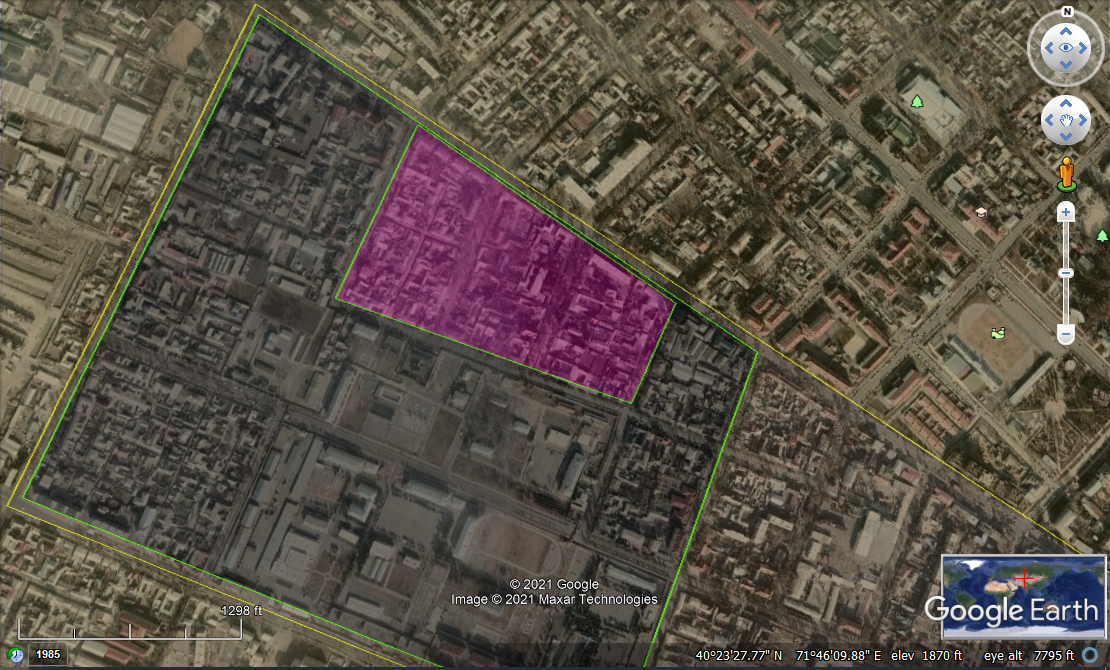 N
© 2021 Google
Image © 2021 Maxar Technologies
1298 ft
Google Earth
1985
40°23'27.77" N 71°46'09.88" E elev 1870 ft eye alt 7795 ft